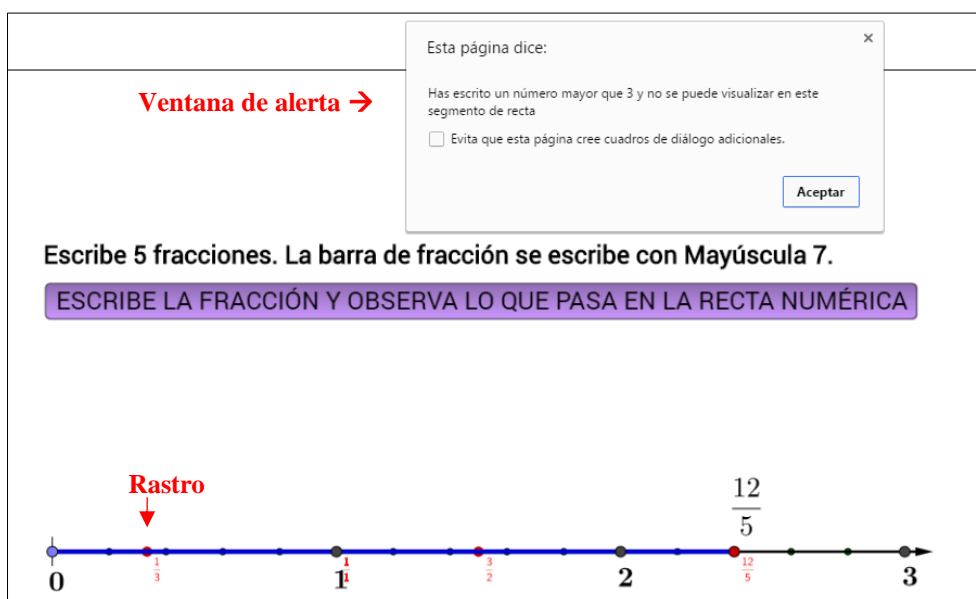 Esta página dice:
×
Ventana de alerta →
Has escrito un número mayor que 3 y no se puede visualizar en este
segmento de recta
Evita que esta página cree cuadros de diálogo adicionales.
Aceptar
Escribe 5 fracciones. La barra de fracción se escribe con Mayúscula 7.
ESCRIBE LA FRACCIÓN Y OBSERVA LO QUE PASA EN LA RECTA NUMÉRICA
Rastro
12/5
1/3
1/1
3/2
12/5
0 1 2 3